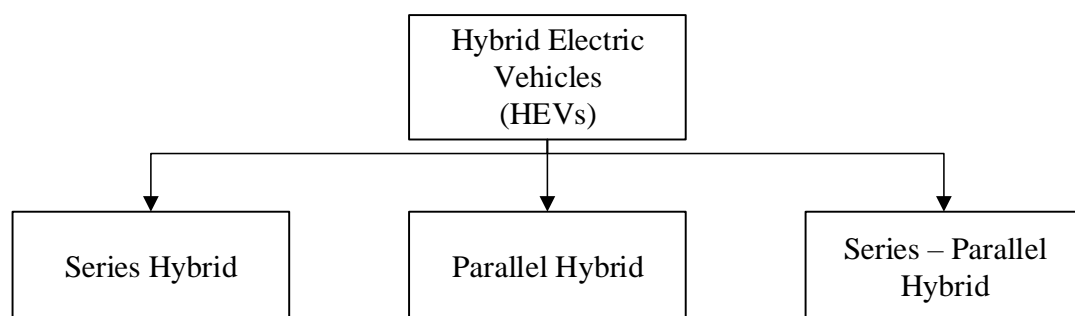 Hybrid Electric
Vehicles
(HEVs)
Series Hybrid
Parallel Hybrid
Series – Parallel
Hybrid